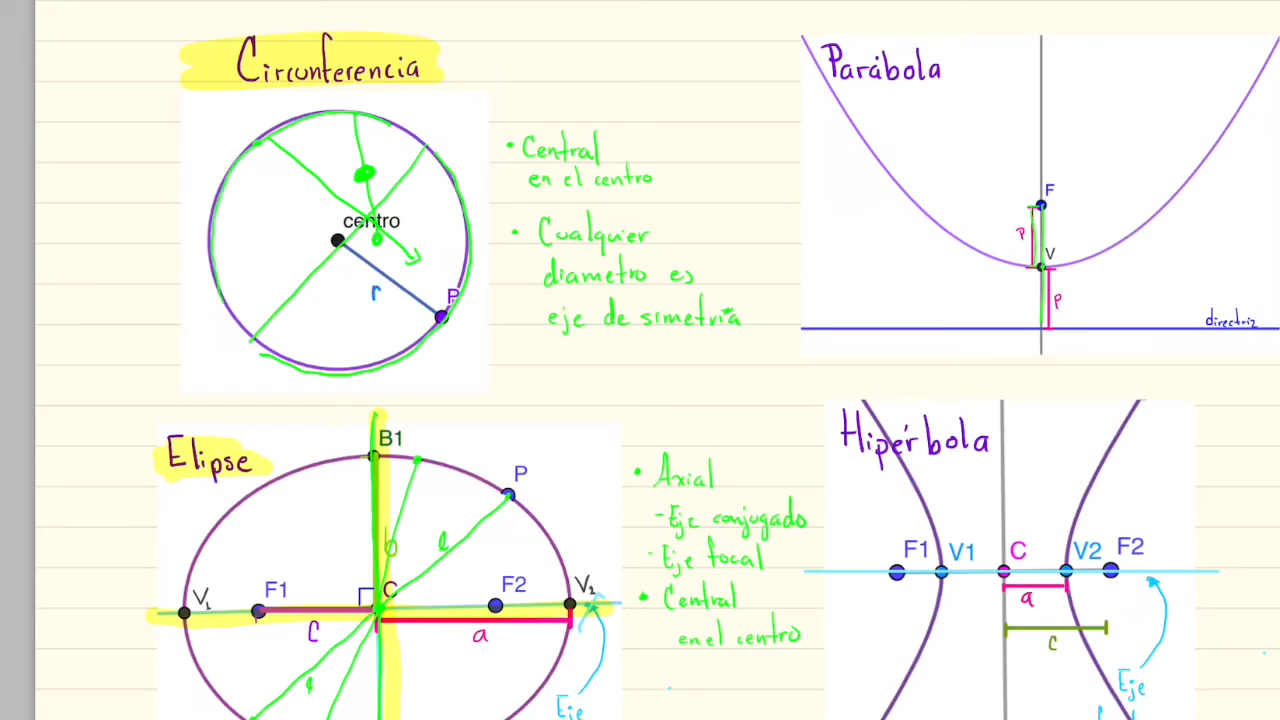 Circunferencia
centro
r
P
• Central
en el centro
• Cualquier
diametro es
eje de simetría
Parábola
F
P
V
P
directriz
Elipse
B1
P
b
l
V₁
F1
C
F2
V₂
C
a
l
Eje
• Axial
- Eje conjugado
- Eje focal
• Central
en el centro
Hipérbola
F1
V1
C
V2
F2
a
c
Eje